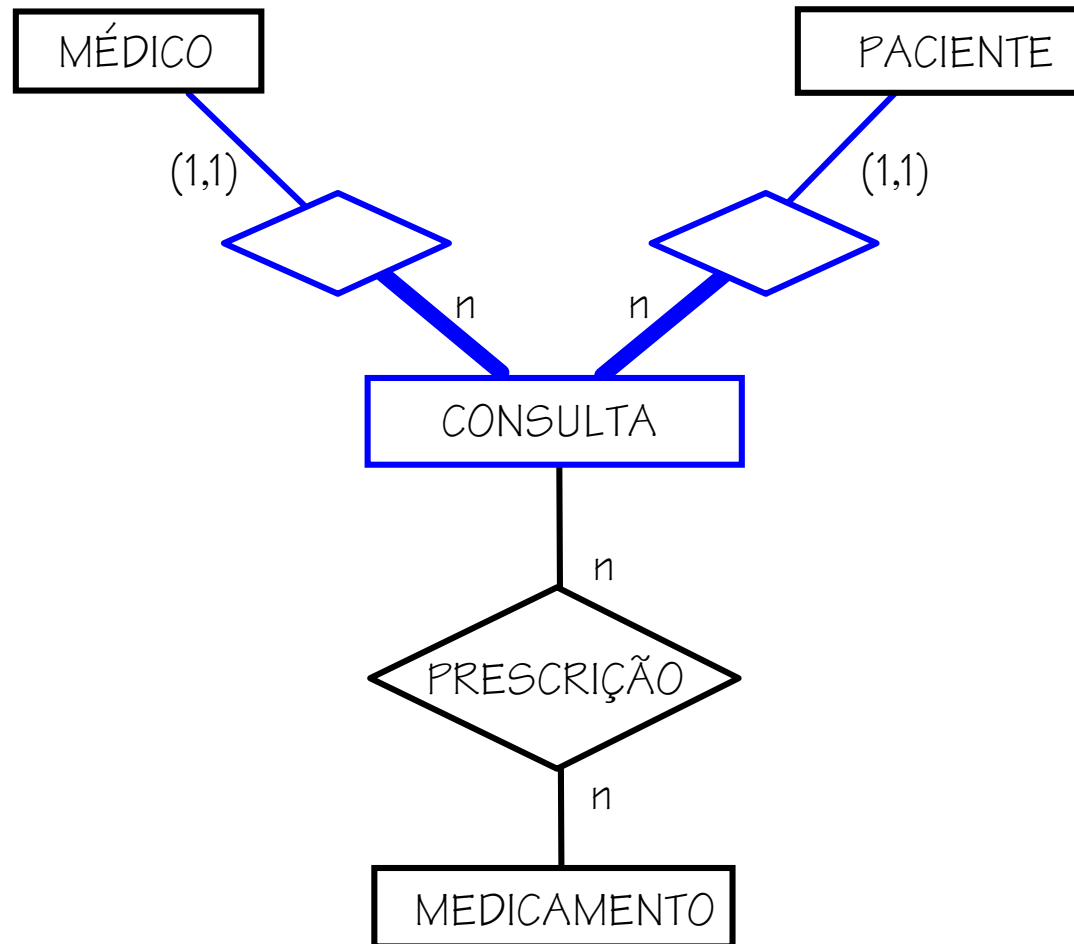 MÉDICO
PACIENTE
(1,1)
(1,1)
n
n
CONSULTA
n
PRESCRIÇÃO
n
MEDICAMENTO